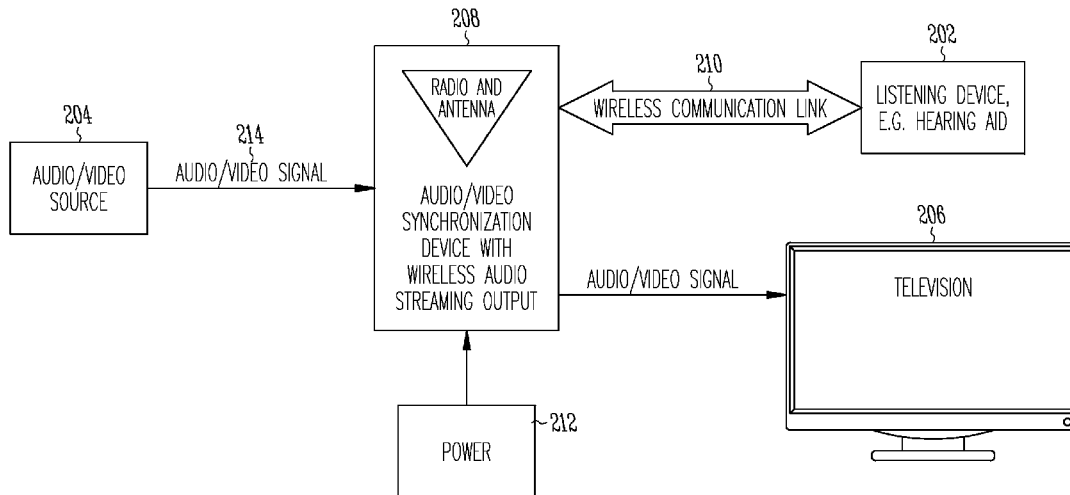 208
RADIO AND
ANTENNA
210
WIRELESS COMMUNICATION LINK
202
LISTENING DEVICE,
E.G. HEARING AID
204
AUDIO/VIDEO
SOURCE
214
AUDIO/VIDEO SIGNAL
AUDIO/VIDEO
SYNCHRONIZATION
DEVICE WITH
WIRELESS AUDIO
STREAMING OUTPUT
AUDIO/VIDEO SIGNAL
206
TELEVISION
212
POWER